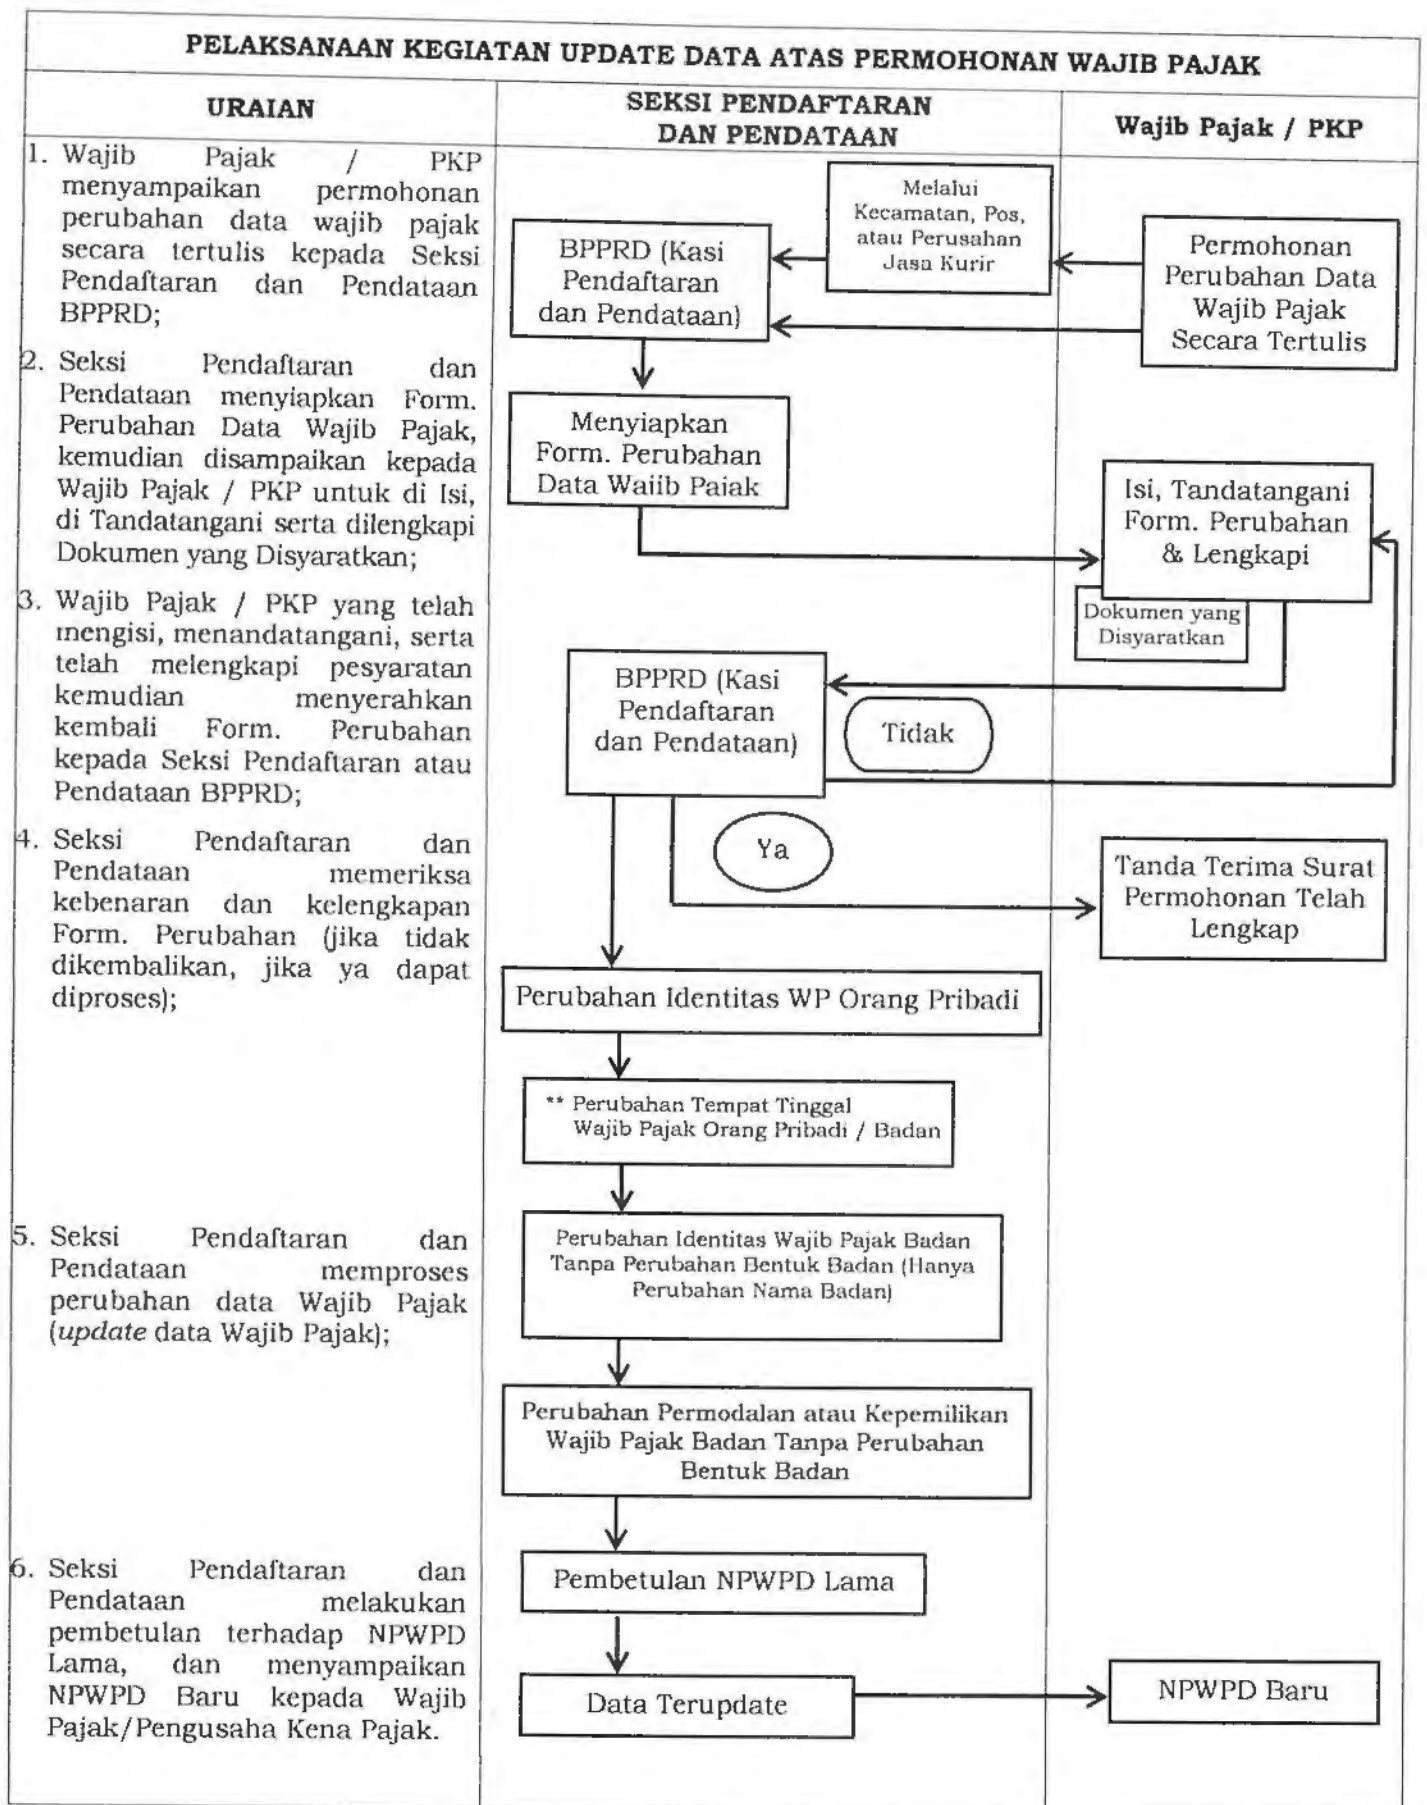 PELAKSANAAN KEGIATAN UPDATE DATA ATAS PERMOHONAN WAJIB PAJAK
URAIAN
SEKSI PENDAFTARAN
DAN PENDATAAN
Wajib Pajak / PKP
1. Wajib Pajak / PKP
menyampaikan permohonan
perubahan data wajib pajak
secara tertulis kepada Seksi
Pendaftaran dan Pendataan
BPPRD;
2. Seksi Pendaftaran dan
Pendataan menyiapkan Form.
Perubahan Data Wajib Pajak,
kemudian disampaikan kepada
Wajib Pajak / PKP untuk di Isi,
di Tandatangani serta dilengkapi
Dokumen yang Disyaratkan;
3. Wajib Pajak / PKP yang telah
mengisi, menandatangani, serta
telah melengkapi pesyaratan
kemudian menyerahkan
kembali Form. Perubahan
kepada Seksi Pendaftaran atau
Pendataan BPPRD;
4. Seksi Pendaftaran dan
Pendataan memeriksa
kebenaran dan kelengkapan
Form. Perubahan (jika tidak
dikembalikan, jika ya dapat
diproses);
5. Seksi Pendaftaran dan
Pendataan memproses
perubahan data Wajib Pajak
(update data Wajib Pajak);
6. Seksi Pendaftaran dan
Pendataan melakukan
pembetulan terhadap NPWPD
Lama, dan menyampaikan
NPWPD Baru kepada Wajib
Pajak/Pengusaha Kena Pajak.
BPPRD (Kasi
Pendaftaran
dan Pendataan)
Melalui
Kecamatan, Pos,
atau Perusahan
Jasa Kurir
Permohonan
Perubahan Data
Wajib Pajak
Secara Tertulis
Menyiapkan
Form. Perubahan
Data Waiib Paiak
Isi, Tandatangani
Form. Perubahan
& Lengkapi
Dokumen yang
Disyaratkan
BPPRD (Kasi
Pendaftaran
dan Pendataan)
Tidak
Ya
Tanda Terima Surat
Permohonan Telah
Lengkap
Perubahan Identitas WP Orang Pribadi
** Perubahan Tempat Tinggal
Wajib Pajak Orang Pribadi / Badan
Perubahan Identitas Wajib Pajak Badan
Tanpa Perubahan Bentuk Badan (Hanya
Perubahan Nama Badan)
Perubahan Permodalan atau Kepemilikan
Wajib Pajak Badan Tanpa Perubahan
Bentuk Badan
Pembetulan NPWPD Lama
Data Terupdate
NPWPD Baru